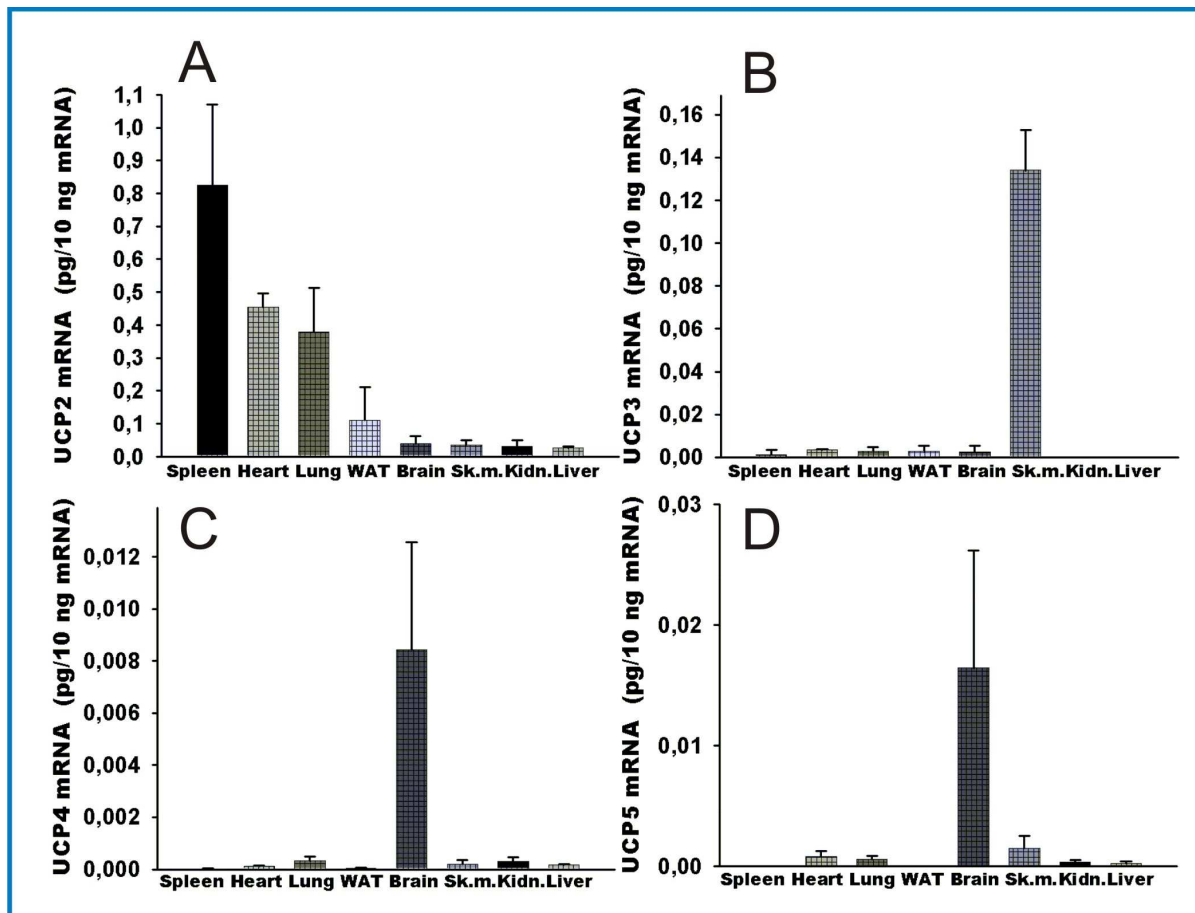 A
UCP2 mRNA (pg/10 ng mRNA)
1,1
1,0
0,9
0,8
0,7
0,6
0,5
0,4
0,3
0,2
0,1
0,0
Spleen Heart Lung WAT Brain Sk.m. Kidn. Liver
B
UCP3 mRNA (pg/10 ng mRNA)
0,16
0,14
0,12
0,10
0,08
0,06
0,04
0,02
0,00
Spleen Heart Lung WAT Brain Sk.m. Kidn. Liver
C
UCP4 mRNA (pg/10 ng mRNA)
0,012
0,010
0,008
0,006
0,004
0,002
0,000
Spleen Heart Lung WAT Brain Sk.m. Kidn. Liver
D
UCP5 mRNA (pg/10 ng mRNA)
0,03
0,02
0,01
0,00
Spleen Heart Lung WAT Brain Sk.m. Kidn. Liver